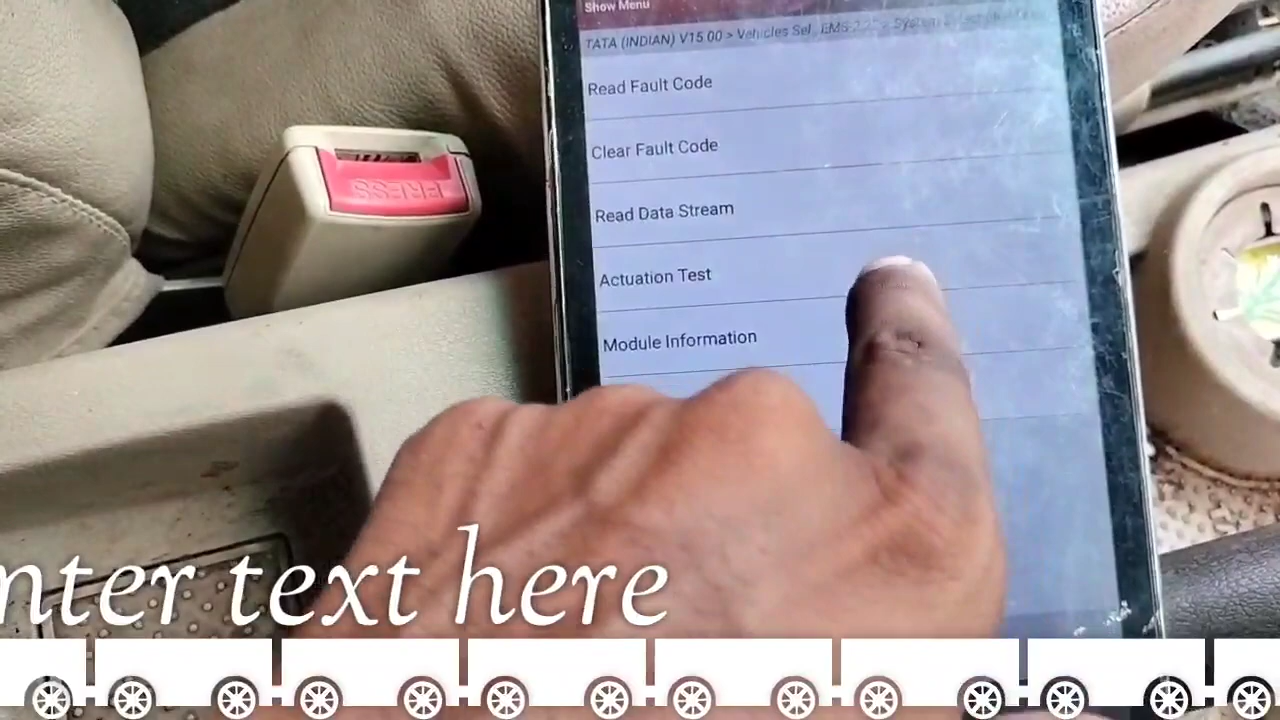 Show Menu
TATA (INDIAN) V15.00 > Vehicles Sel > System
Read Fault Code
Clear Fault Code
Read Data Stream
Actuation Test
Module Information
PRESS
nter text here